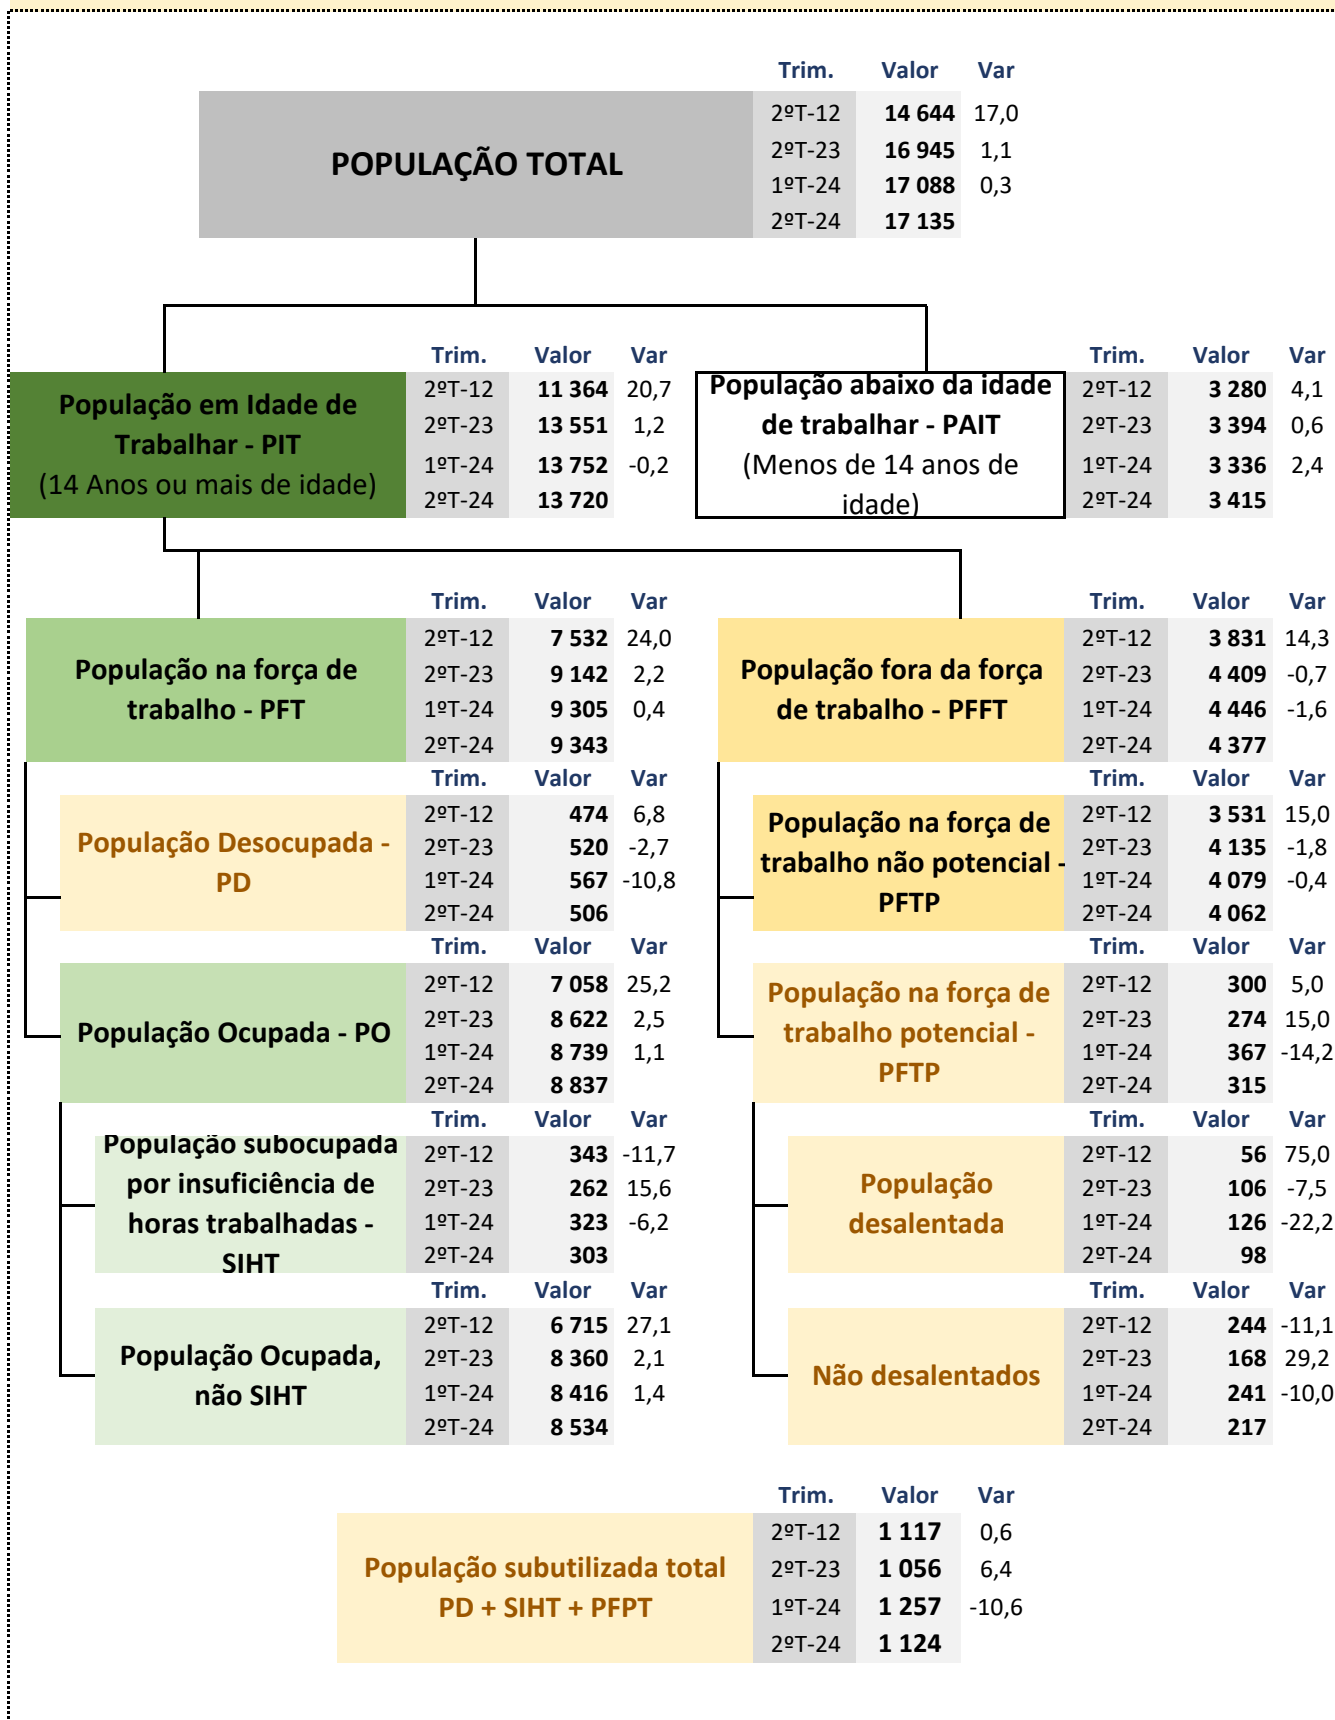 Trim. Valor Var
POPULAÇÃO TOTAL
2ºT-12 14 644 17,0
2ºT-23 16 945 1,1
1ºT-24 17 088 0,3
2ºT-24 17 135
Trim. Valor Var
População em Idade de
Trabalhar - PIT
(14 Anos ou mais de idade)
2ºT-12 11 364 20,7
2ºT-23 13 551 1,2
1ºT-24 13 752 -0,2
2ºT-24 13 720
Trim. Valor Var
População abaixo da idade
de trabalhar - PAIT
(Menos de 14 anos de
idade)
2ºT-12 3 280 4,1
2ºT-23 3 394 0,6
1ºT-24 3 336 2,4
2ºT-24 3 415
Trim. Valor Var
População na força de
trabalho - PFT
2ºT-12 7 532 24,0
2ºT-23 9 142 2,2
1ºT-24 9 305 0,4
2ºT-24 9 343
Trim. Valor Var
População fora da força
de trabalho - PFFT
2ºT-12 3 831 14,3
2ºT-23 4 409 -0,7
1ºT-24 4 446 -1,6
2ºT-24 4 377
Trim. Valor Var
População Desocupada -
PD
2ºT-12 474 6,8
2ºT-23 520 -2,7
1ºT-24 567 -10,8
2ºT-24 506
Trim. Valor Var
População na força de
trabalho não potencial -
PFTP
2ºT-12 3 531 15,0
2ºT-23 4 135 -1,8
1ºT-24 4 079 -0,4
2ºT-24 4 062
Trim. Valor Var
População Ocupada - PO
2ºT-12 7 058 25,2
2ºT-23 8 622 2,5
1ºT-24 8 739 1,1
2ºT-24 8 837
Trim. Valor Var
População na força de
trabalho potencial -
PFTP
2ºT-12 300 5,0
2ºT-23 274 15,0
1ºT-24 367 -14,2
2ºT-24 315
Trim. Valor Var
População subocupada
por insuficiência de
horas trabalhadas -
SIHT
2ºT-12 343 -11,7
2ºT-23 262 15,6
1ºT-24 323 -6,2
2ºT-24 303
Trim. Valor Var
População
desalentada
2ºT-12 56 75,0
2ºT-23 106 -7,5
1ºT-24 126 -22,2
2ºT-24 98
Trim. Valor Var
População Ocupada,
não SIHT
2ºT-12 6 715 27,1
2ºT-23 8 360 2,1
1ºT-24 8 416 1,4
2ºT-24 8 534
Trim. Valor Var
Não desalentados
2ºT-12 244 -11,1
2ºT-23 168 29,2
1ºT-24 241 -10,0
2ºT-24 217
Trim. Valor Var
População subutilizada total
PD + SIHT + PFPT
2ºT-12 1 117 0,6
2ºT-23 1 056 6,4
1ºT-24 1 257 -10,6
2ºT-24 1 124